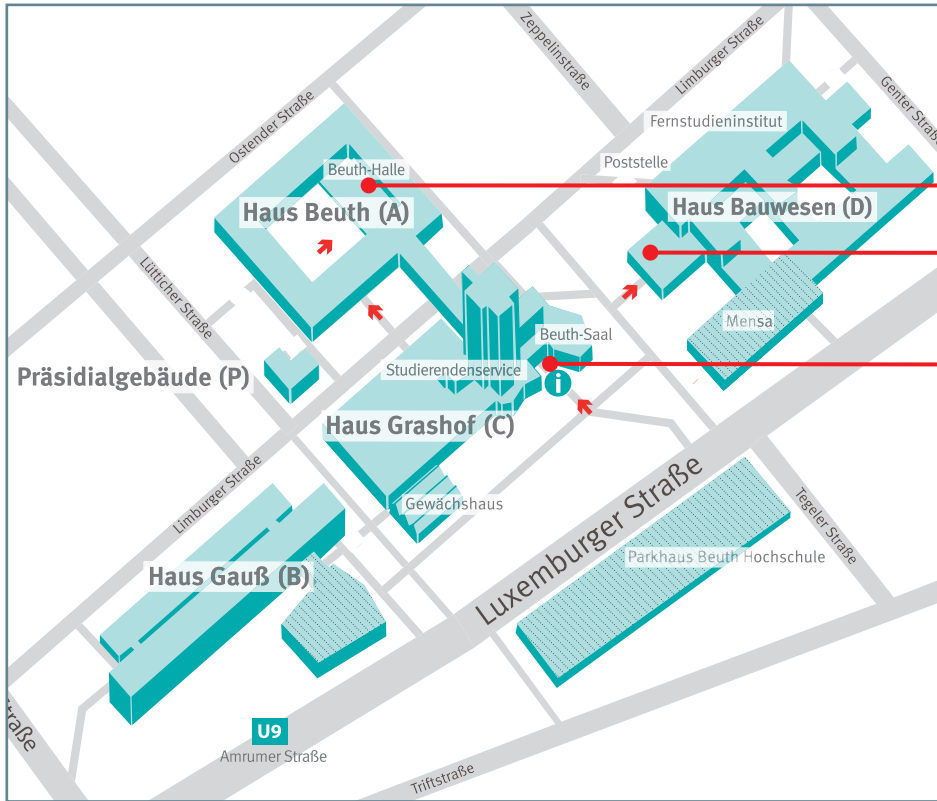 Zeppelinstraße
Limburger Straße
Genter Straße
Ostender Straße
Fernstudieninstitut
Poststelle
Beuth-Halle
Haus Beuth (A)
Haus Bauwesen (D)
Lütticher Straße
Mensa
Beuth-Saal
Studierendenservice
Präsidialgebäude (P)
i
Haus Grashof (C)
Limburger Straße
Gewächshaus
Luxemburger Straße
Tegeler Straße
Parkhaus Beuth Hochschule
Haus Gauß (B)
Straße
U9
Amrumer Straße
Triftstraße